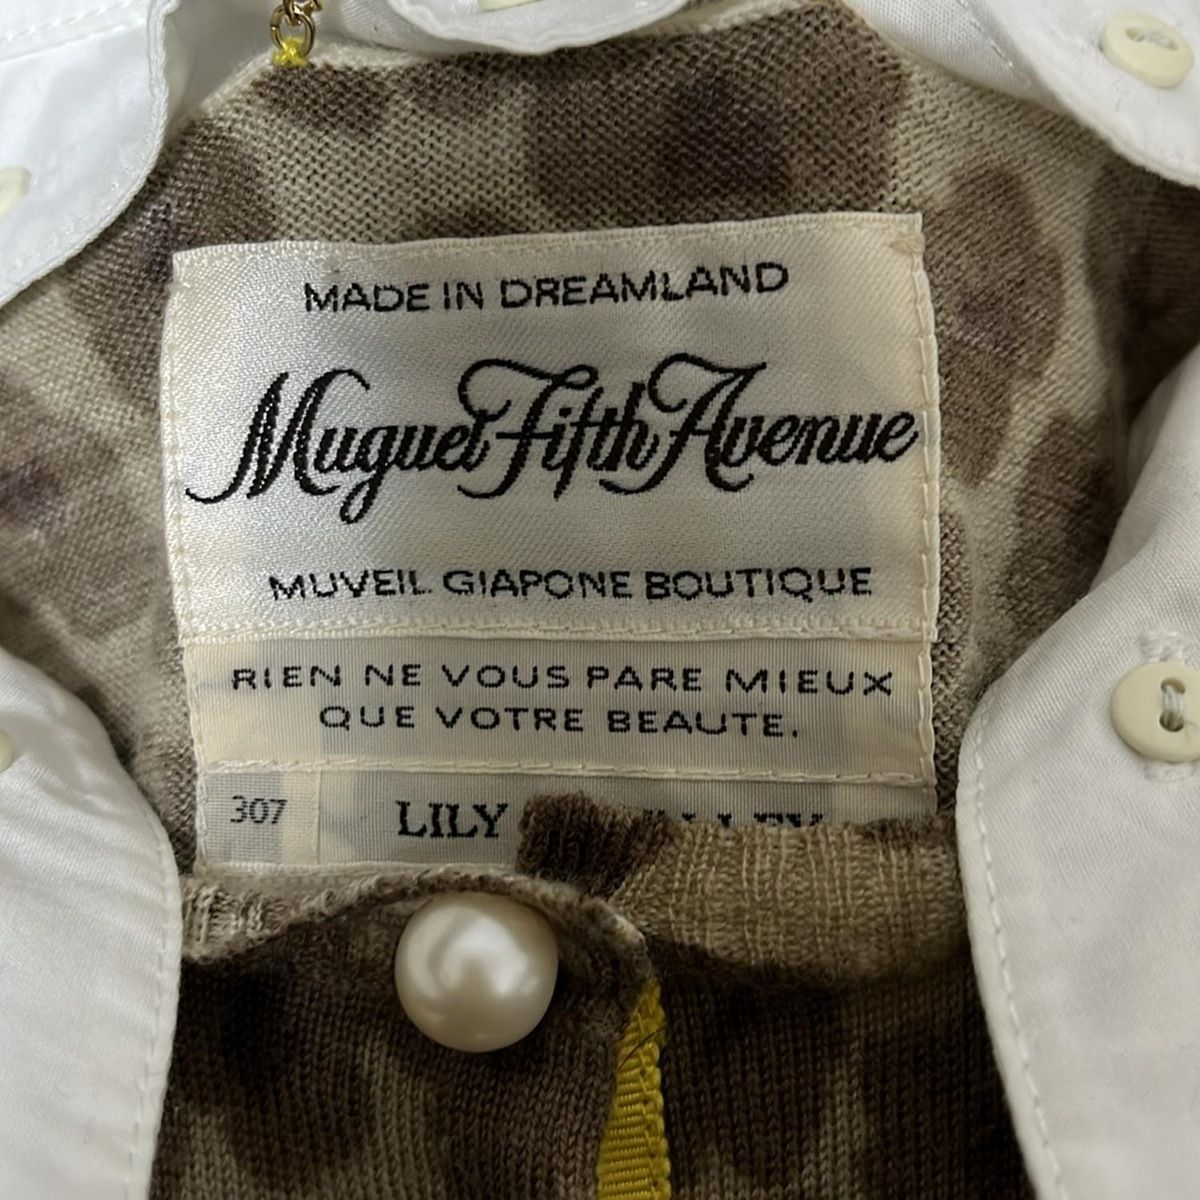 MADE IN DREAMLAND
Muguet Fifth Avenue
MUVEIL GIAPONE BOUTIQUE
RIEN NE VOUS PARE MIEUX
QUE VOTRE BEAUTE.
307 LILY